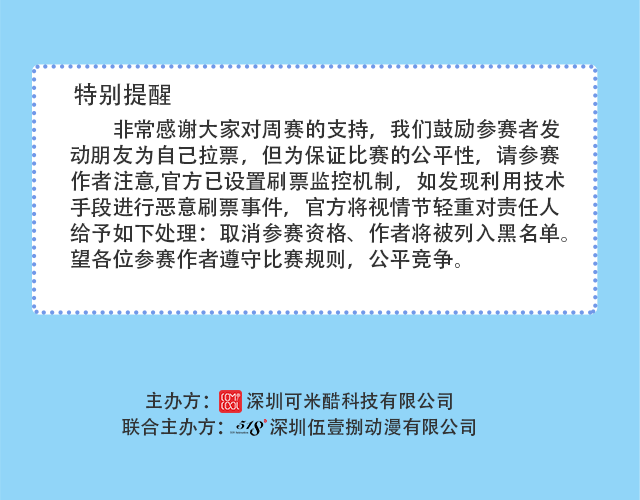 特别提醒
非常感谢大家对周赛的支持，我们鼓励参赛者发
动朋友为自己拉票，但为保证比赛的公平性，请参赛
作者注意,官方已设置刷票监控机制，如发现利用技术
手段进行恶意刷票事件，官方将视情节轻重对责任人
给予如下处理：取消参赛资格、作者将被列入黑名单。
望各位参赛作者遵守比赛规则，公平竞争。
主办方：COMP COOL 深圳可米酷科技有限公司
联合主办方：518 深圳伍壹捌动漫有限公司